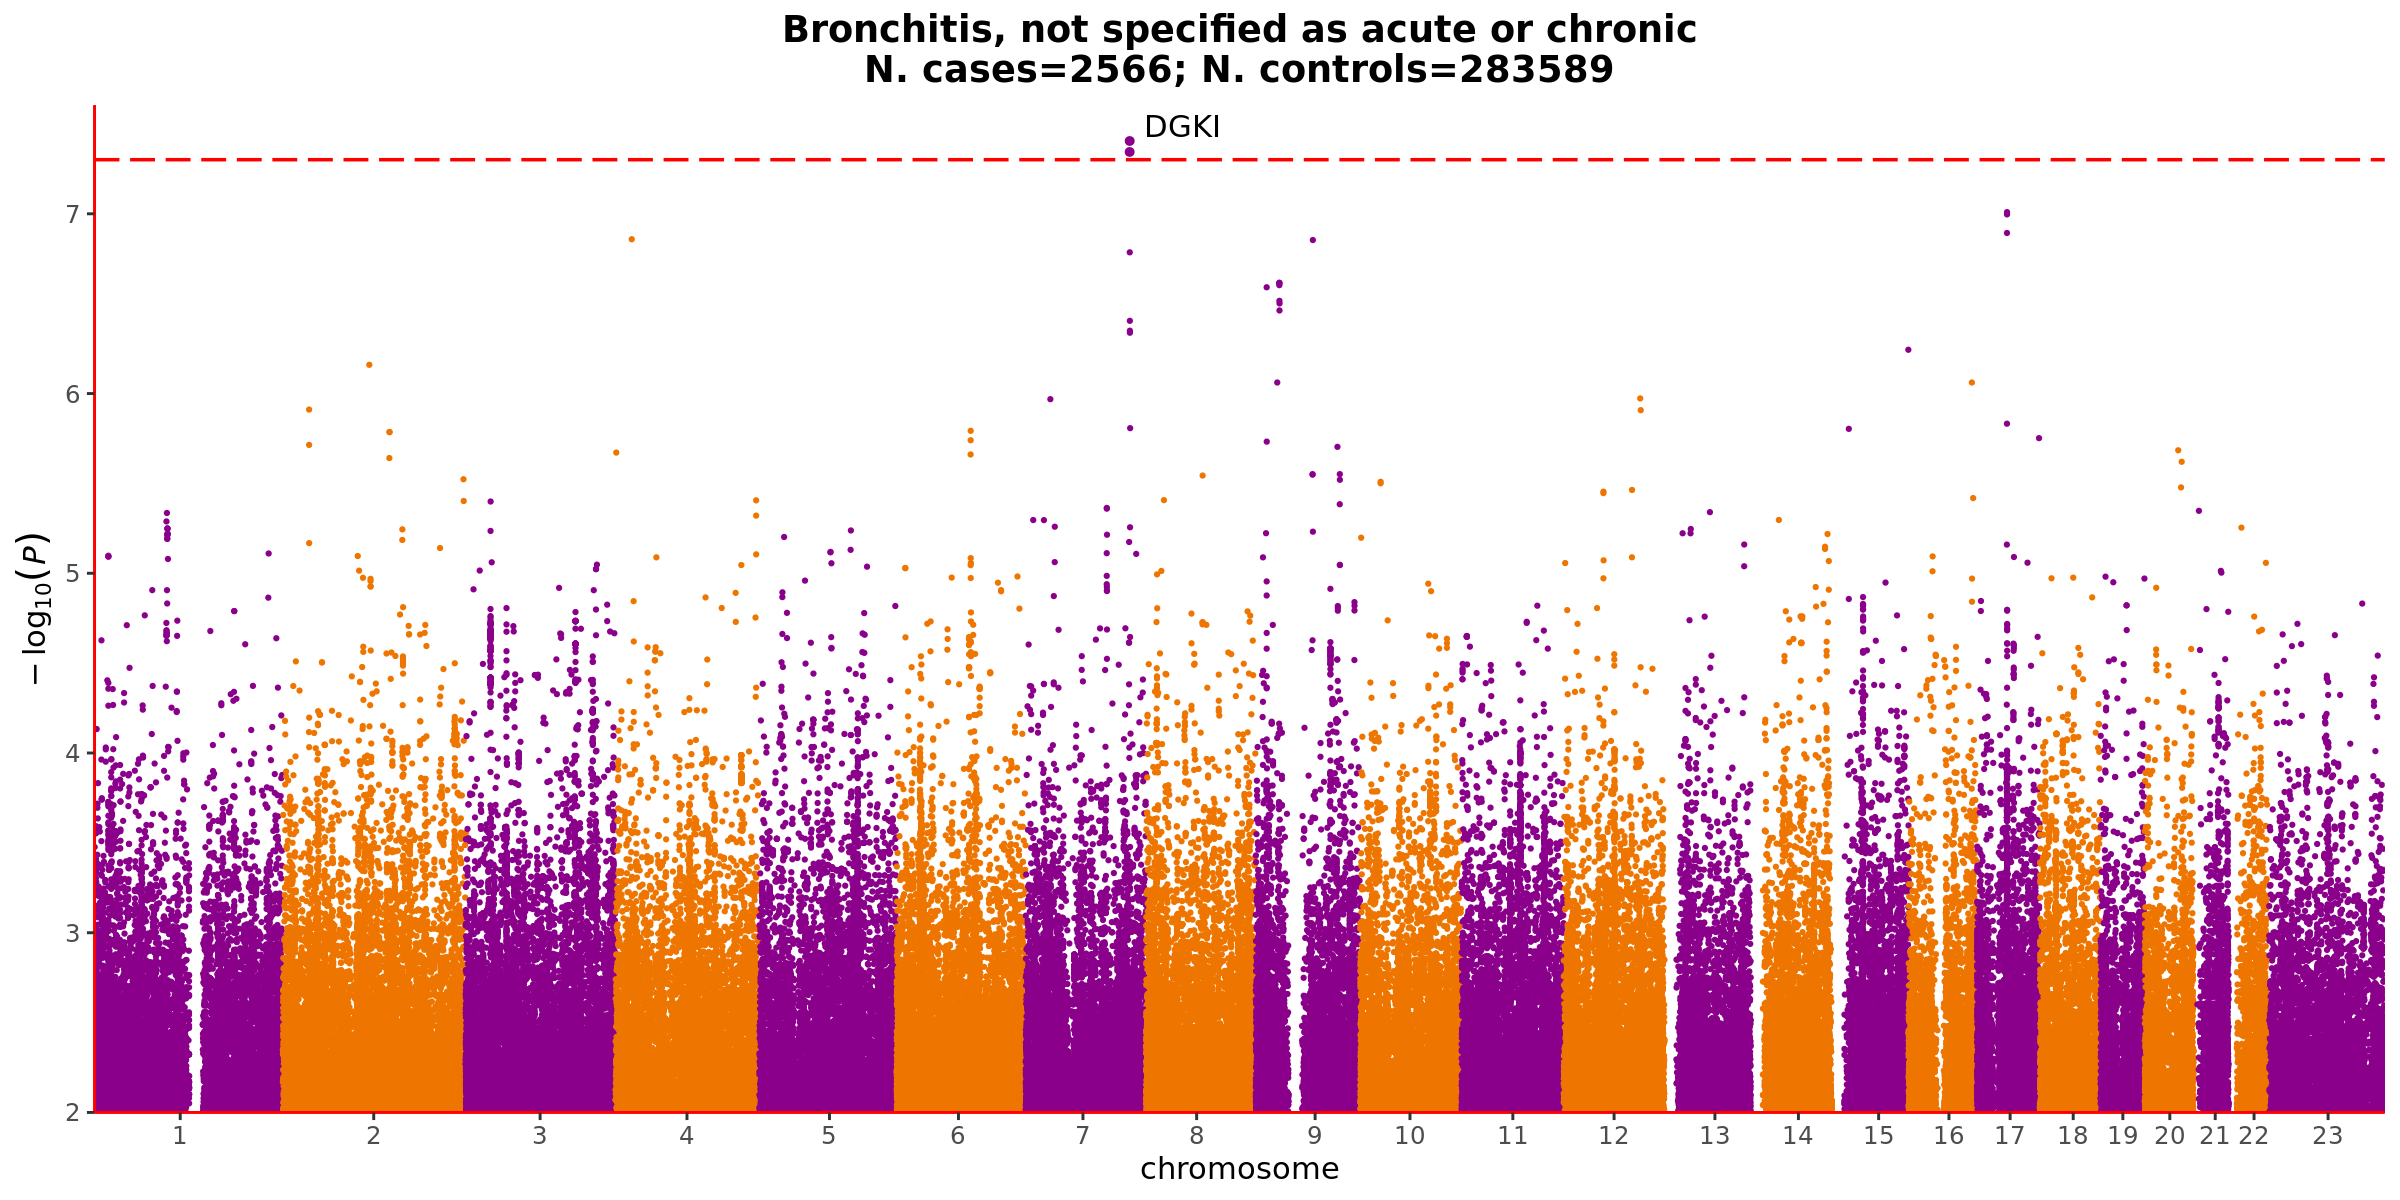 Bronchitis, not specified as acute or chronic
N. cases=2566; N. controls=283589
DGKI
7
6
5
4
3
2
−log10(P)
1 2 3 4 5 6 7 8 9 10 11 12 13 14 15 16 17 18 19 20 21 22 23
chromosome